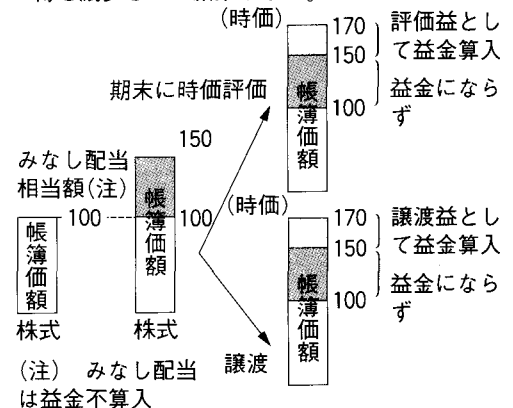 (時価)
170
150
100
評価益とし
て益金算入
益金になら
ず
帳簿価額
期末に時価評価
150
みなし配当
相当額(注)
100
100
帳簿価額
株式
帳簿価額
株式
(時価)
170
150
100
譲渡益とし
て益金算入
益金になら
ず
帳簿価額
譲渡
(注) みなし配当
は益金不算入